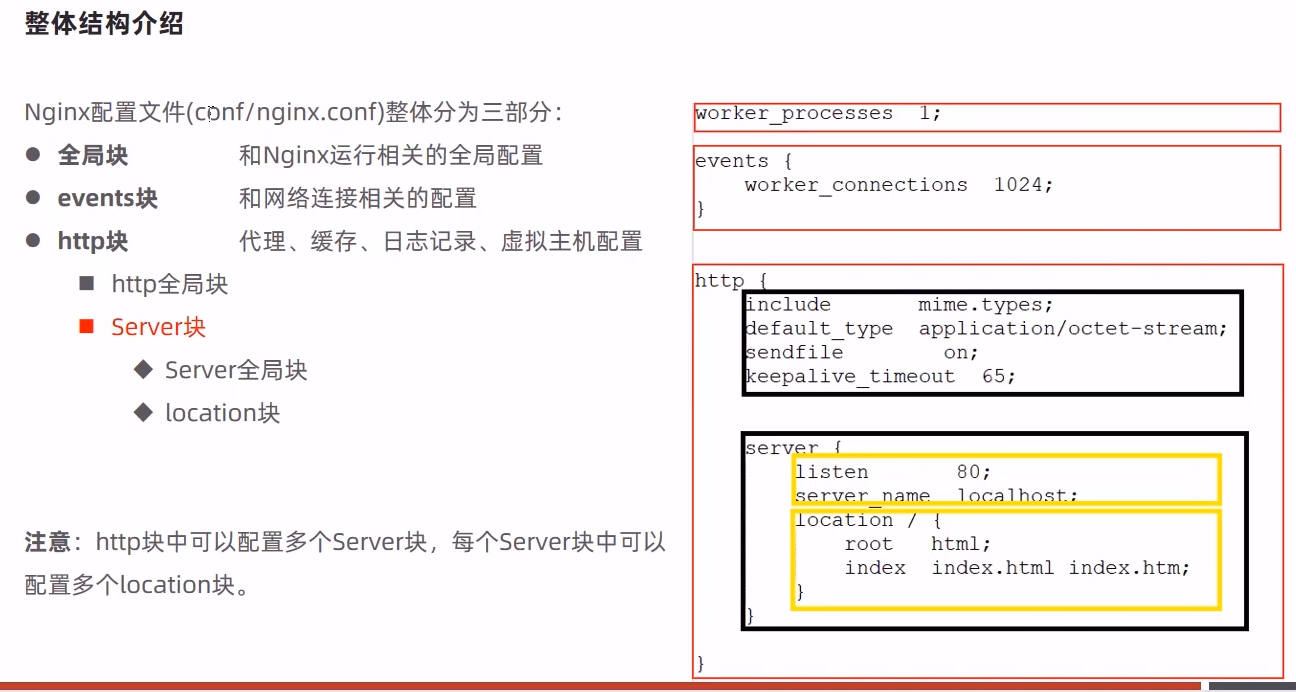 整体结构介绍
Nginx配置文件(conf/nginx.conf)整体分为三部分：
全局块 和Nginx运行相关的全局配置
events块 和网络连接相关的配置
http块 代理、缓存、日志记录、虚拟主机配置
http全局块
Server块
Server全局块
location块
注意：http块中可以配置多个Server块，每个Server块中可以
配置多个location块。
worker_processes 1;
events {
worker_connections 1024;
}
http {
include mime.types;
default_type application/octet-stream;
sendfile on;
keepalive_timeout 65;
server {
listen 80;
server_name localhost;
location / {
root html;
index index.html index.htm;
}
}
}